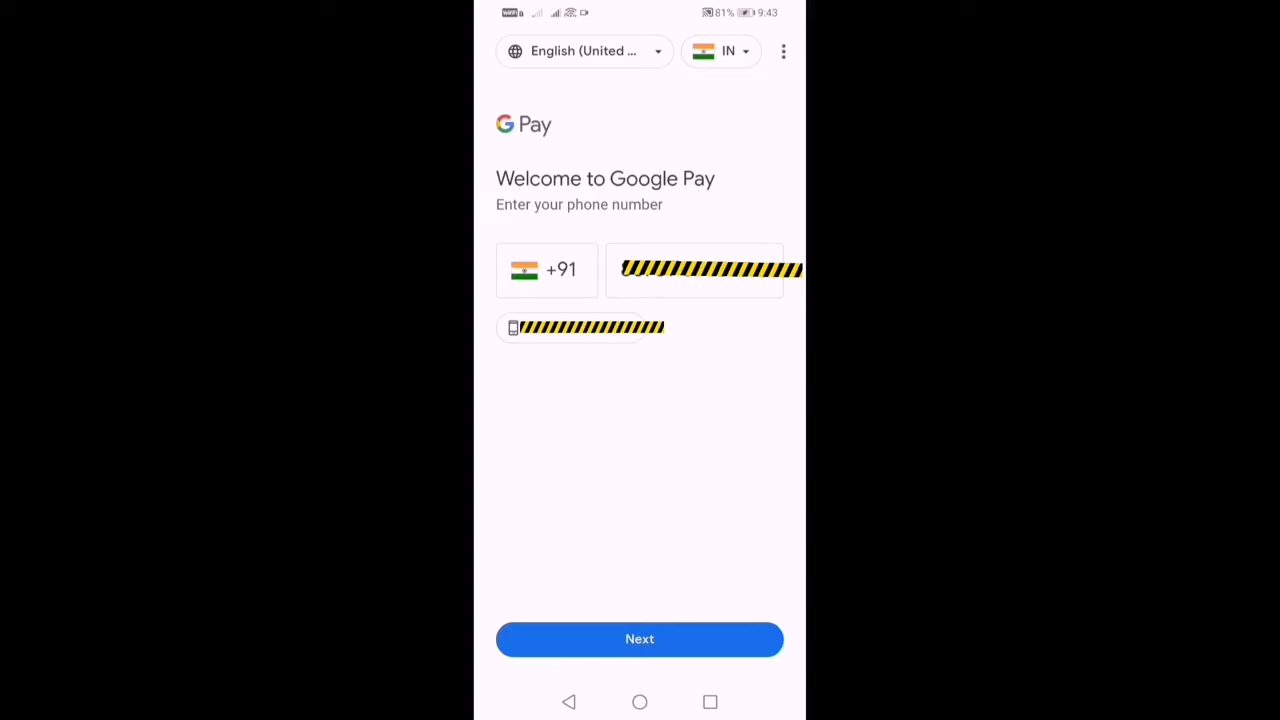 81% 9:43
English (United ...
IN
G Pay
Welcome to Google Pay
Enter your phone number
+91
Next